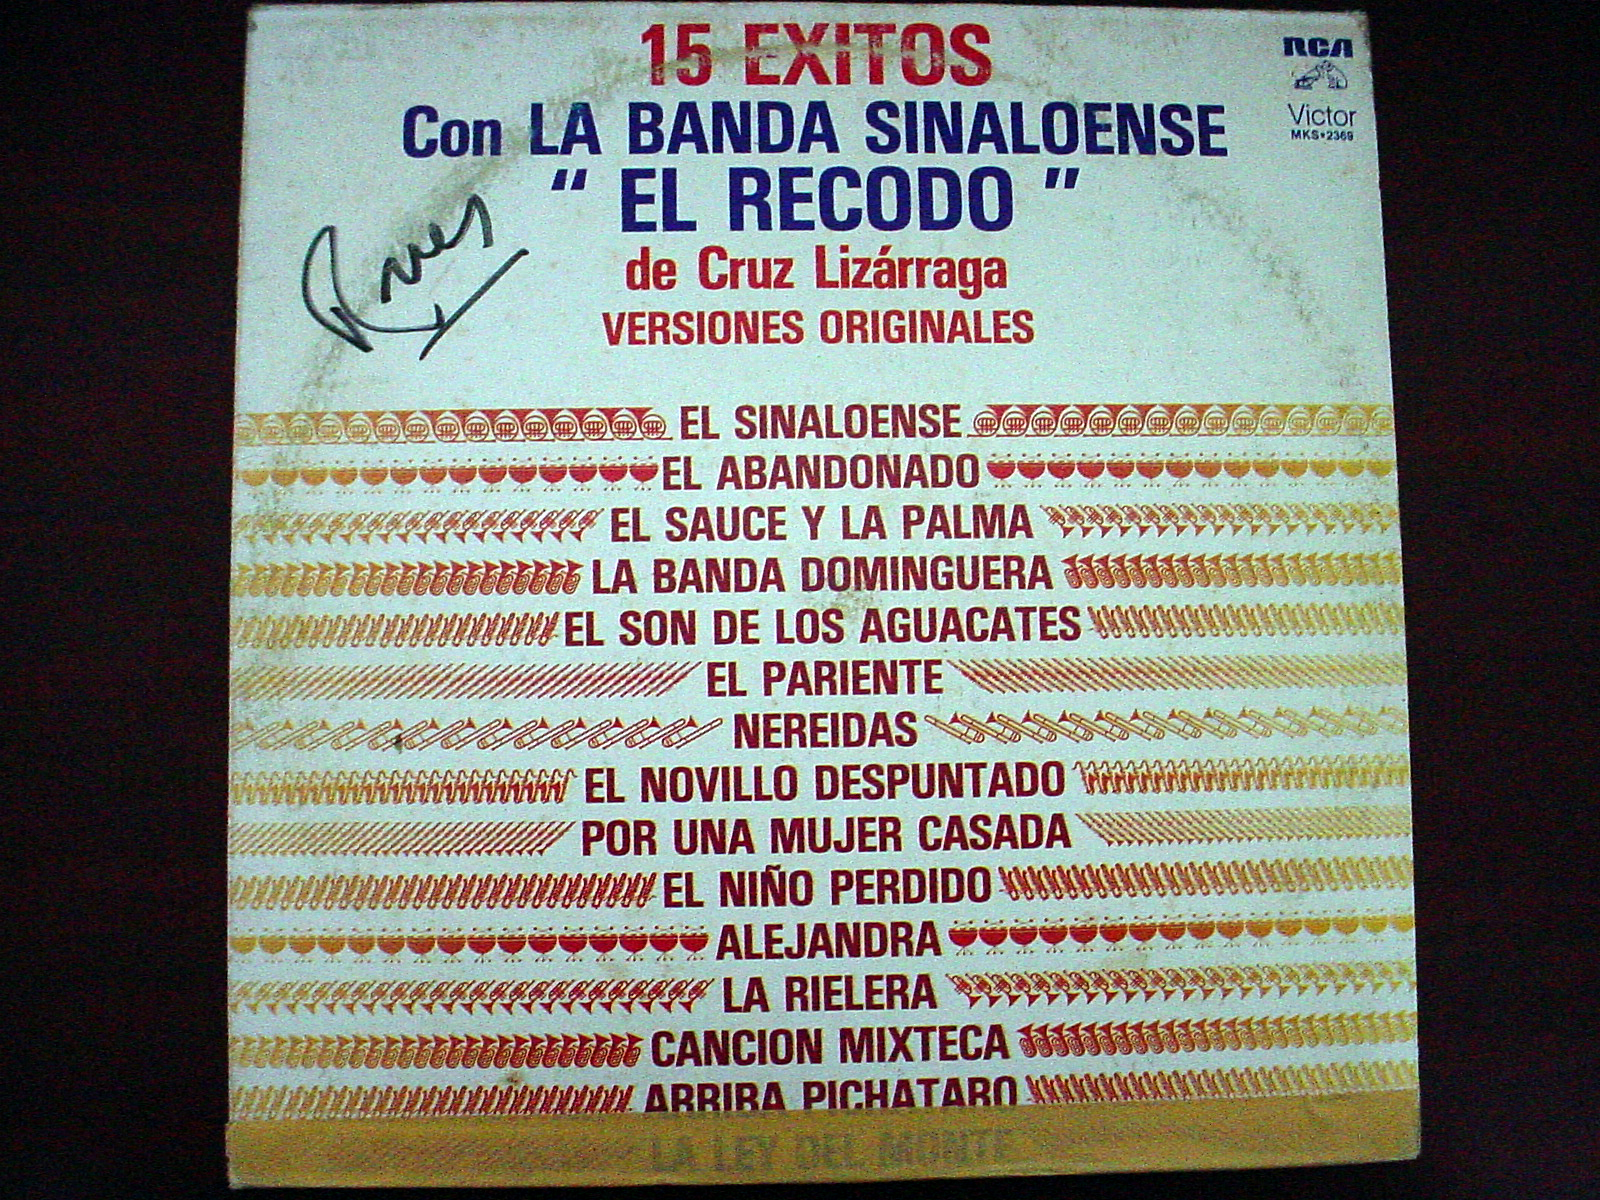 15 EXITOS
RCA
Con LA BANDA SINALOENSE
Victor
MKS•2369
“ EL RECODO ”
de Cruz Lizárraga
VERSIONES ORIGINALES
EL SINALOENSE
EL ABANDONADO
EL SAUCE Y LA PALMA
LA BANDA DOMINGUERA
EL SON DE LOS AGUACATES
EL PARIENTE
NEREIDAS
EL NOVILLO DESPUNTADO
POR UNA MUJER CASADA
EL NIÑO PERDIDO
ALEJANDRA
LA RIELERA
CANCION MIXTECA
ARRIBA PICHATARO
LA LEY DEL MONTE